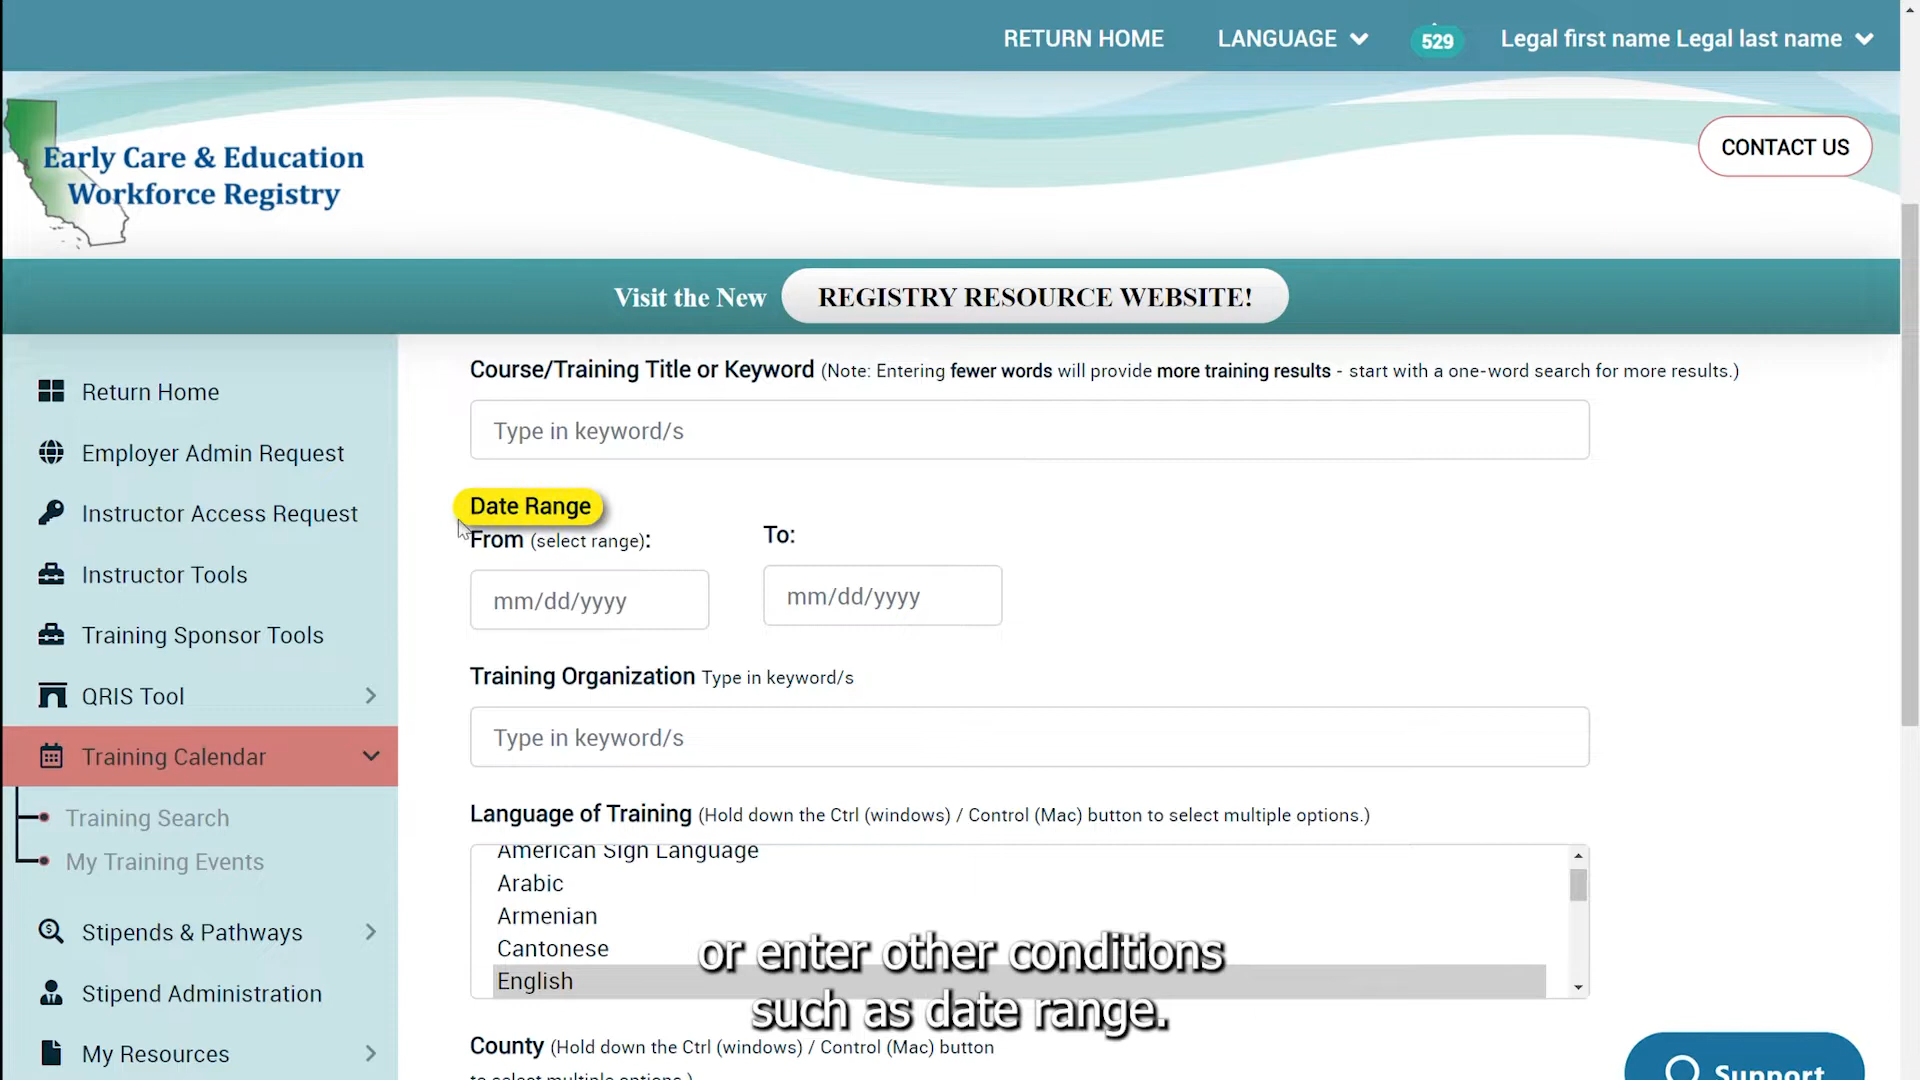 RETURN HOME
LANGUAGE
529
Legal first name Legal last name
Early Care & Education
Workforce Registry
CONTACT US
Visit the New
REGISTRY RESOURCE WEBSITE!
Return Home
Employer Admin Request
Instructor Access Request
Instructor Tools
Training Sponsor Tools
QRIS Tool
Training Calendar
Training Search
My Training Events
Stipends & Pathways
Stipend Administration
My Resources
Course/Training Title or Keyword (Note: Entering fewer words will provide more training results - start with a one-word search for more results.)
Type in keyword/s
Date Range
From (select range):
To:
mm/dd/yyyy
mm/dd/yyyy
Training Organization Type in keyword/s
Type in keyword/s
Language of Training (Hold down the Ctrl (windows) / Control (Mac) button to select multiple options.)
American Sign Language
Arabic
Armenian
Cantonese
English
or enter other conditions
such as date range.
County (Hold down the Ctrl (windows) / Control (Mac) button
to select multiple options.)
Support